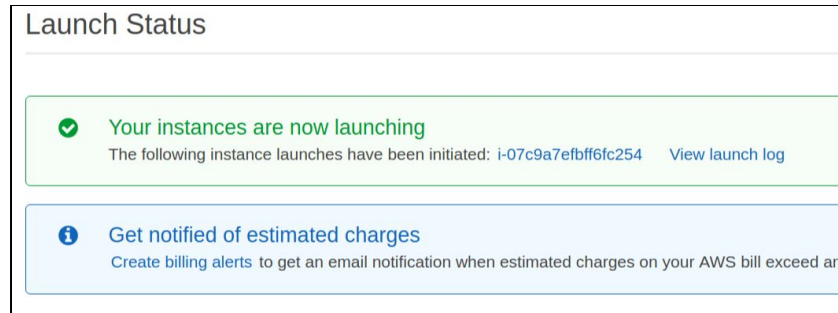 Launch Status
Your instances are now launching
The following instance launches have been initiated: i-07c9a7efbff6fc254 View launch log
Get notified of estimated charges
Create billing alerts to get an email notification when estimated charges on your AWS bill exceed